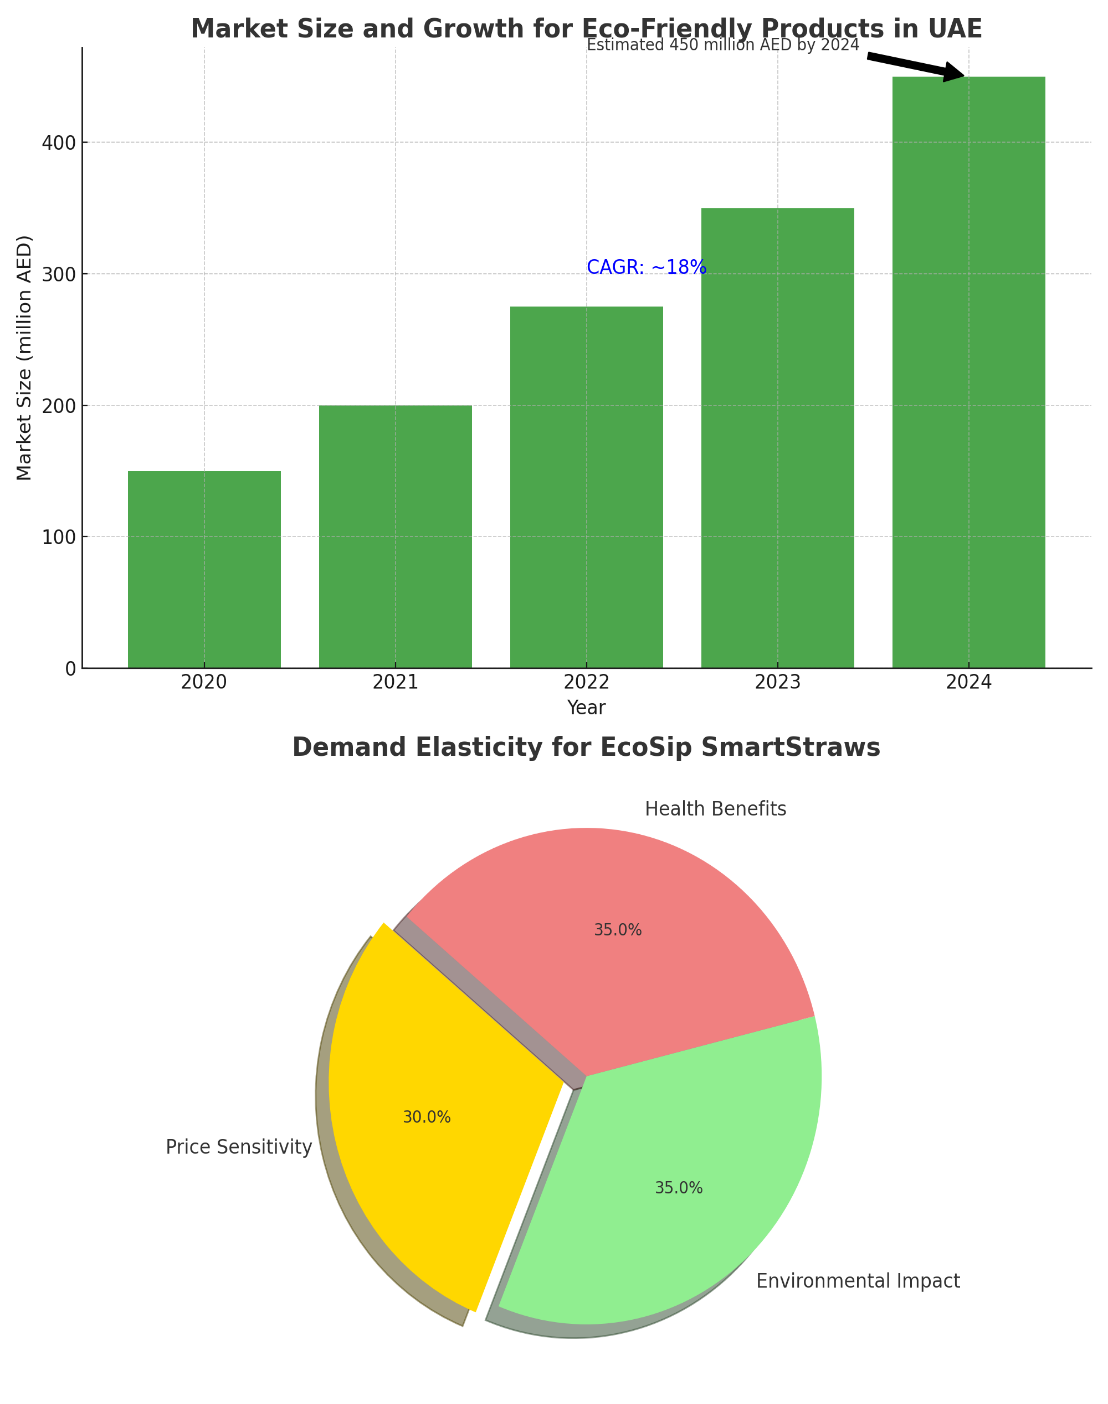 Market Size and Growth for Eco-Friendly Products in UAE
Estimated 450 million AED by 2024
400
300
200
100
0
Market Size (million AED)
CAGR: ~18%
2020 2021 2022 2023 2024
Year
Demand Elasticity for EcoSip SmartStraws
Health Benefits
35.0%
30.0%
Price Sensitivity
35.0%
Environmental Impact